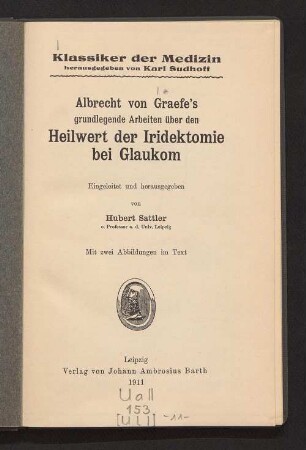 Klassiker der Medizin
herausgegeben von Karl Sudhoff
Albrecht von Graefe's
grundlegende Arbeiten über den
Heilwert der Iridektomie
bei Glaukom
Eingeleitet und herausgegeben
von
Hubert Sattler
o. Professor a. d. Univ. Leipzig
Mit zwei Abbildungen im Text
Leipzig
Verlag von Johann Ambrosius Barth
1911
U all
153
[U l l] -11-